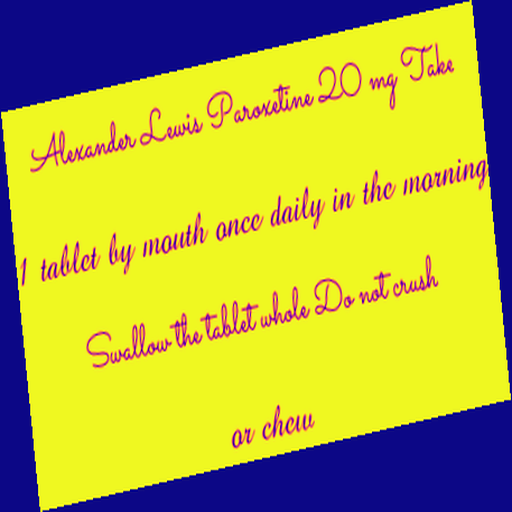 Alexander Lewis Paroxetine 20 mg Take
1 tablet by mouth once daily in the morning
Swallow the tablet whole Do not crush
or chew